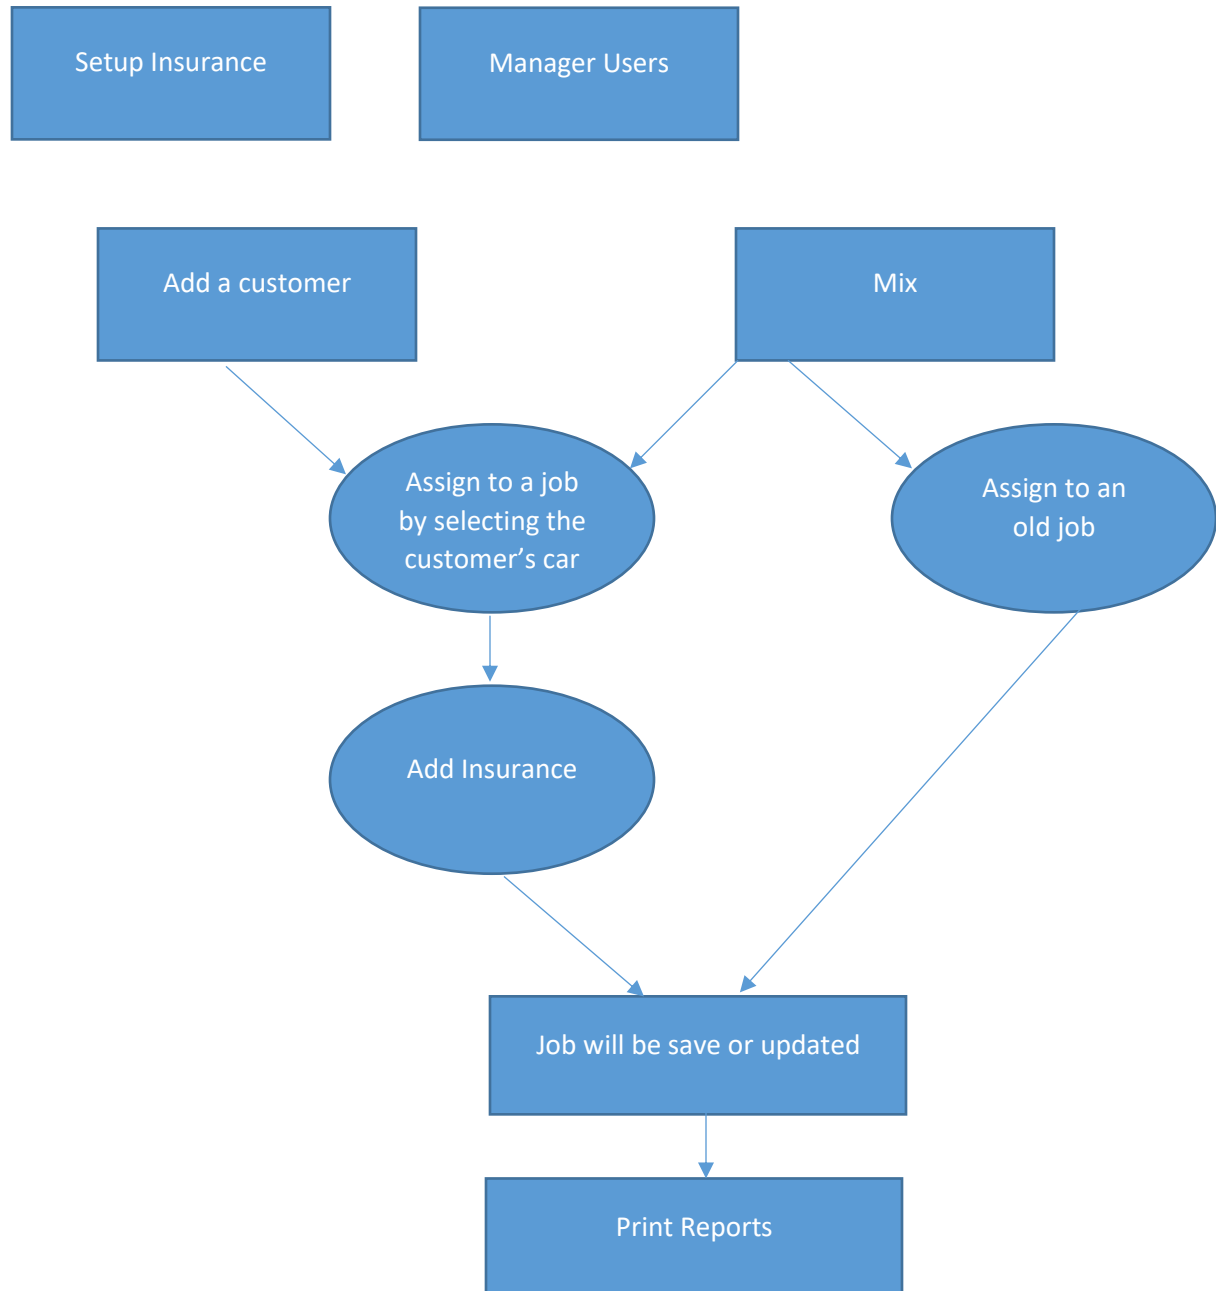 Setup Insurance
Manager Users
Add a customer
Mix
Assign to a job
by selecting the
customer’s car
Assign to an
old job
Add Insurance
Job will be save or updated
Print Reports